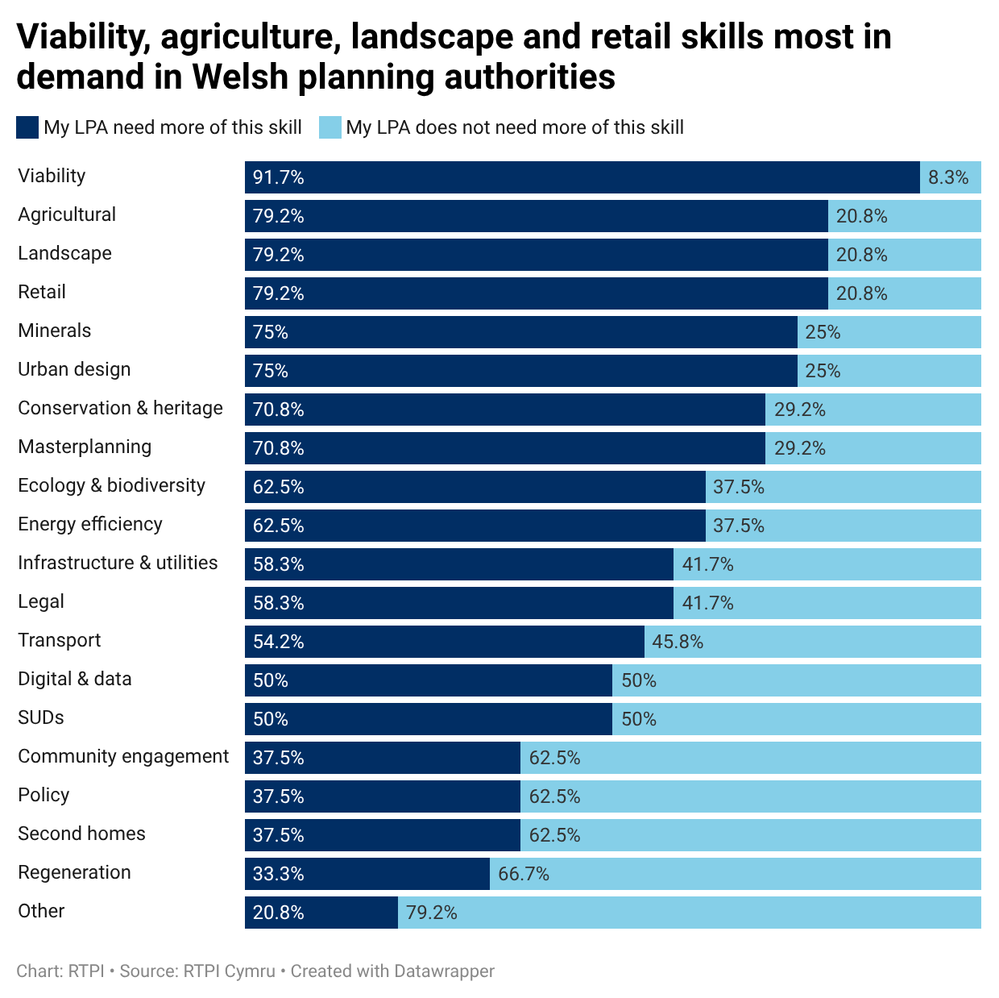 Viability, agriculture, landscape and retail skills most in
demand in Welsh planning authorities
My LPA need more of this skill My LPA does not need more of this skill
Viability 91.7% 8.3%
Agricultural 79.2% 20.8%
Landscape 79.2% 20.8%
Retail 79.2% 20.8%
Minerals 75% 25%
Urban design 75% 25%
Conservation & heritage 70.8% 29.2%
Masterplanning 70.8% 29.2%
Ecology & biodiversity 62.5% 37.5%
Energy efficiency 62.5% 37.5%
Infrastructure & utilities 58.3% 41.7%
Legal 58.3% 41.7%
Transport 54.2% 45.8%
Digital & data 50% 50%
SUDs 50% 50%
Community engagement 37.5% 62.5%
Policy 37.5% 62.5%
Second homes 37.5% 62.5%
Regeneration 33.3% 66.7%
Other 20.8% 79.2%
Chart: RTPI • Source: RTPI Cymru • Created with Datawrapper